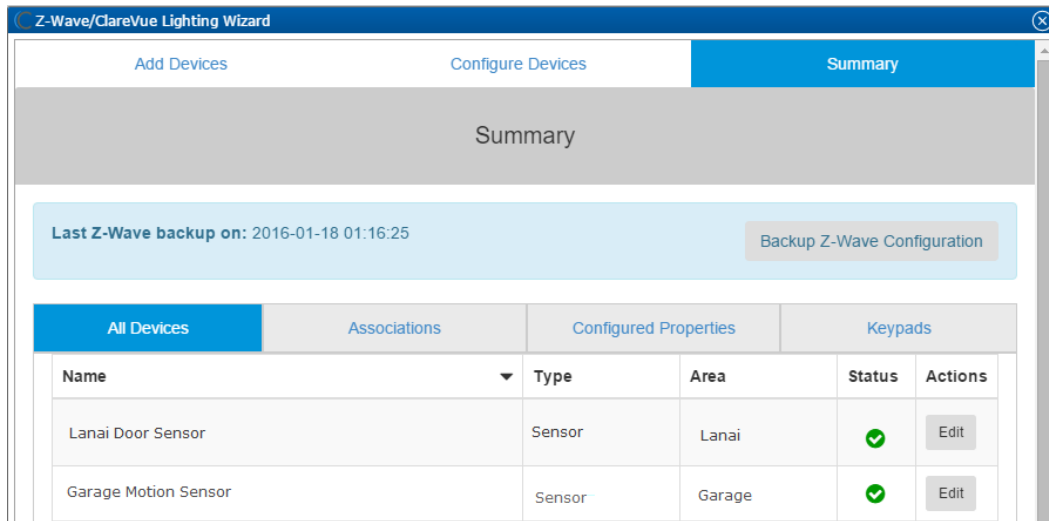 Z-Wave/ClareVue Lighting Wizard
Add Devices Configure Devices Summary
Summary
Last Z-Wave backup on: 2016-01-18 01:16:25
Backup Z-Wave Configuration
All Devices Associations Configured Properties Keypads
Name Type Area Status Actions
Lanai Door Sensor Sensor Lanai Edit
Garage Motion Sensor Sensor Garage Edit